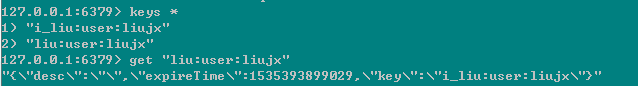 127.0.0.1:6379> keys *
1) "i_liu:user:liujx"
2) "liu:user:liujx"
127.0.0.1:6379> get "liu:user:liujx"
"{\"desc\":\"\",\"expireTime\":1535393899029,\"key\":\"i_liu:user:liujx\"}"